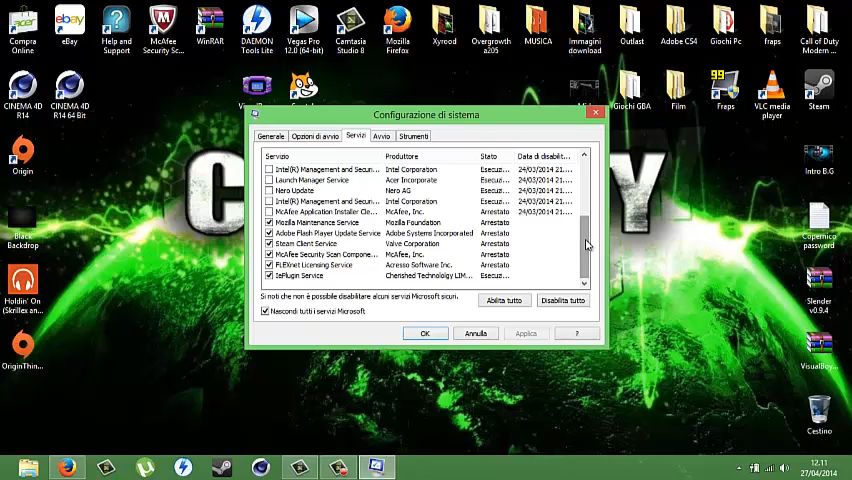 Compra Online
eBay
Help and Support
McAfee Security Sc...
WinRAR
DAEMON Tools Lite
Vegas Pro 12.0 (64-bit)
Camtasia Studio 8
Mozilla Firefox
Xyrood
Overgrowth a205
MUSICA
Immagini download
Outlast
Adobe CS4
Giochi Pc
fraps
Call of Duty Modern ...
CINEMA 4D R14
CINEMA 4D R14 64 Bit
Giochi GBA
Film
99
Fraps
VLC media player
Steam
Origin
Intro B.G
Black Backdrop
Copernico password
Holdin' On (Skrillex an...
Slender v0.9.4
OriginThin...
VisualBoy...
Cestino
Configurazione di sistema
Generale Opzioni di avvio Servizi Avvio Strumenti
Servizio Produttore Stato Data di disabilit...
Intel(R) Management and Securi... Intel Corporation Esecuz... 24/03/2014 21....
Launch Manager Service Acer Incorporate Esecuz... 24/03/2014 21....
Nero Update Nero AG Esecuz... 24/03/2014 21....
Intel(R) Management and Securi... Intel Corporation Esecuz... 24/03/2014 21....
McAfee Application Installer Cle... McAfee, Inc. Arrestato 24/03/2014 21....
Mozilla Maintenance Service Mozilla Foundation Arrestato
Adobe Flash Player Update Service Adobe Systems Incorporated Arrestato
Steam Client Service Valve Corporation Arrestato
McAfee Security Scan Compone... McAfee, Inc. Arrestato
FLEXnet Licensing Service Acresso Software Inc. Arrestato
IePlugin Service Cherished Technololgy LIM... Esecuz...
Si noti che non è possibile disabilitare alcuni servizi Microsoft sicuri.
Abilita tutto Disabilita tutto
Nascondi tutti i servizi Microsoft
OK Annulla Applica ?
12.11
27/04/2014